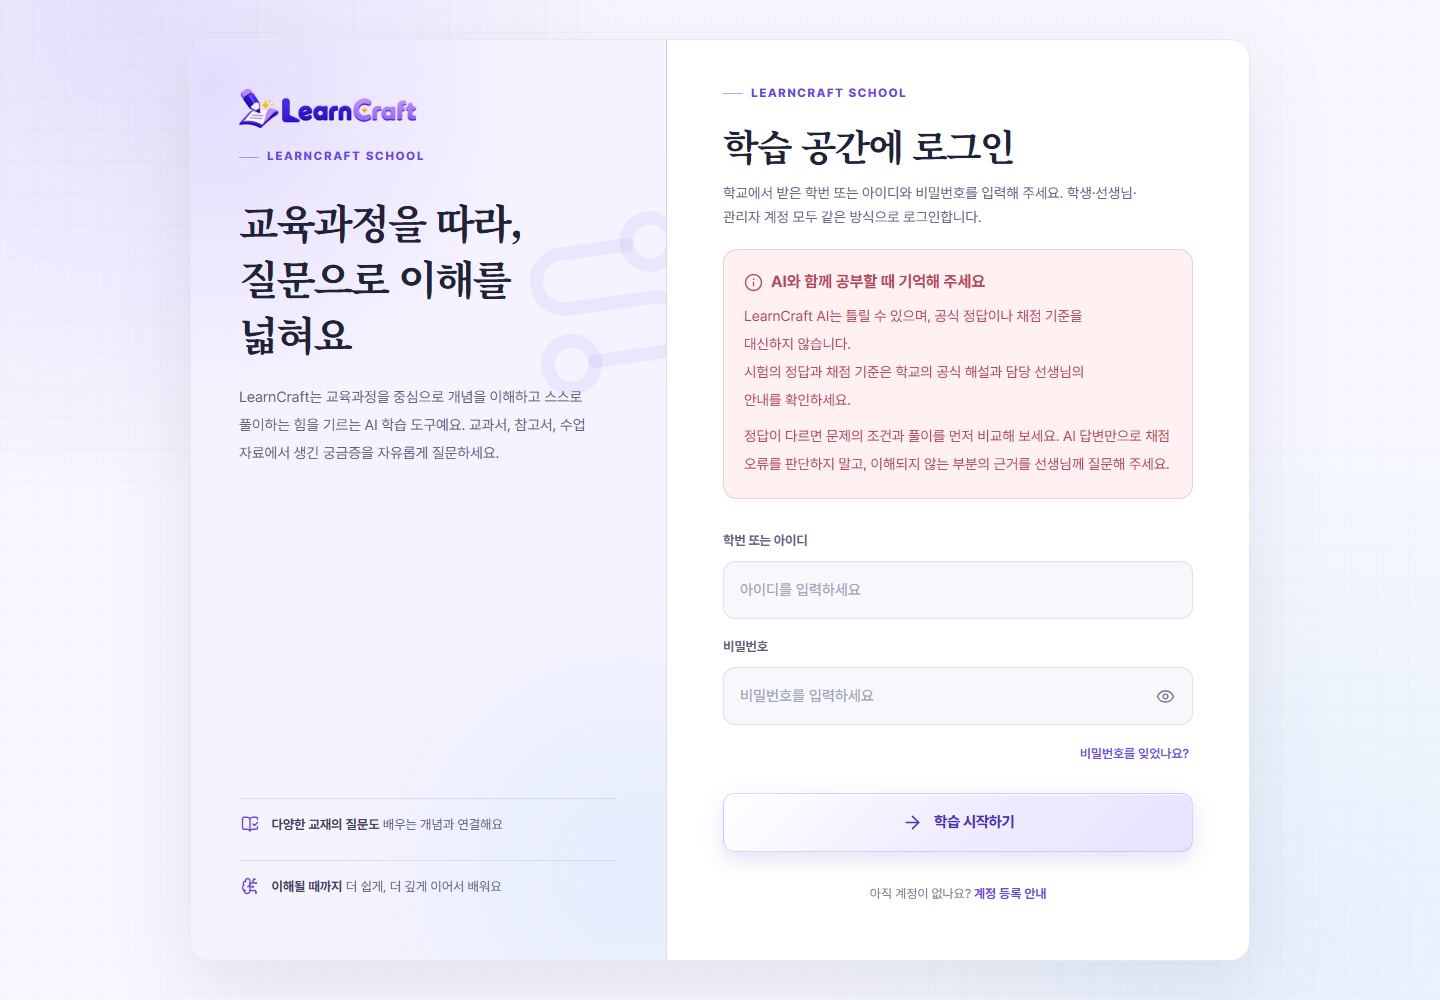 LearnCraft
LEARNCRAFT SCHOOL
교육과정을 따라,
질문으로 이해를
넓혀요
LearnCraft는 교육과정을 중심으로 개념을 이해하고 스스로
풀이하는 힘을 기르는 AI 학습 도구예요. 교과서, 참고서, 수업
자료에서 생긴 궁금증을 자유롭게 질문하세요.
다양한 교재의 질문도 배우는 개념과 연결해요
이해될 때까지 더 쉽게, 더 깊게 이어서 배워요
LEARNCRAFT SCHOOL
학습 공간에 로그인
학교에서 받은 학번 또는 아이디와 비밀번호를 입력해 주세요. 학생·선생님·
관리자 계정 모두 같은 방식으로 로그인합니다.
AI와 함께 공부할 때 기억해 주세요
LearnCraft AI는 틀릴 수 있으며, 공식 정답이나 채점 기준을
대신하지 않습니다.
시험의 정답과 채점 기준은 학교의 공식 해설과 담당 선생님의
안내를 확인하세요.
정답이 다르면 문제의 조건과 풀이를 먼저 비교해 보세요. AI 답변만으로 채점
오류를 판단하지 말고, 이해되지 않는 부분의 근거를 선생님께 질문해 주세요.
학번 또는 아이디
아이디를 입력하세요
비밀번호
비밀번호를 입력하세요
비밀번호를 잊었나요?
학습 시작하기
아직 계정이 없나요? 계정 등록 안내